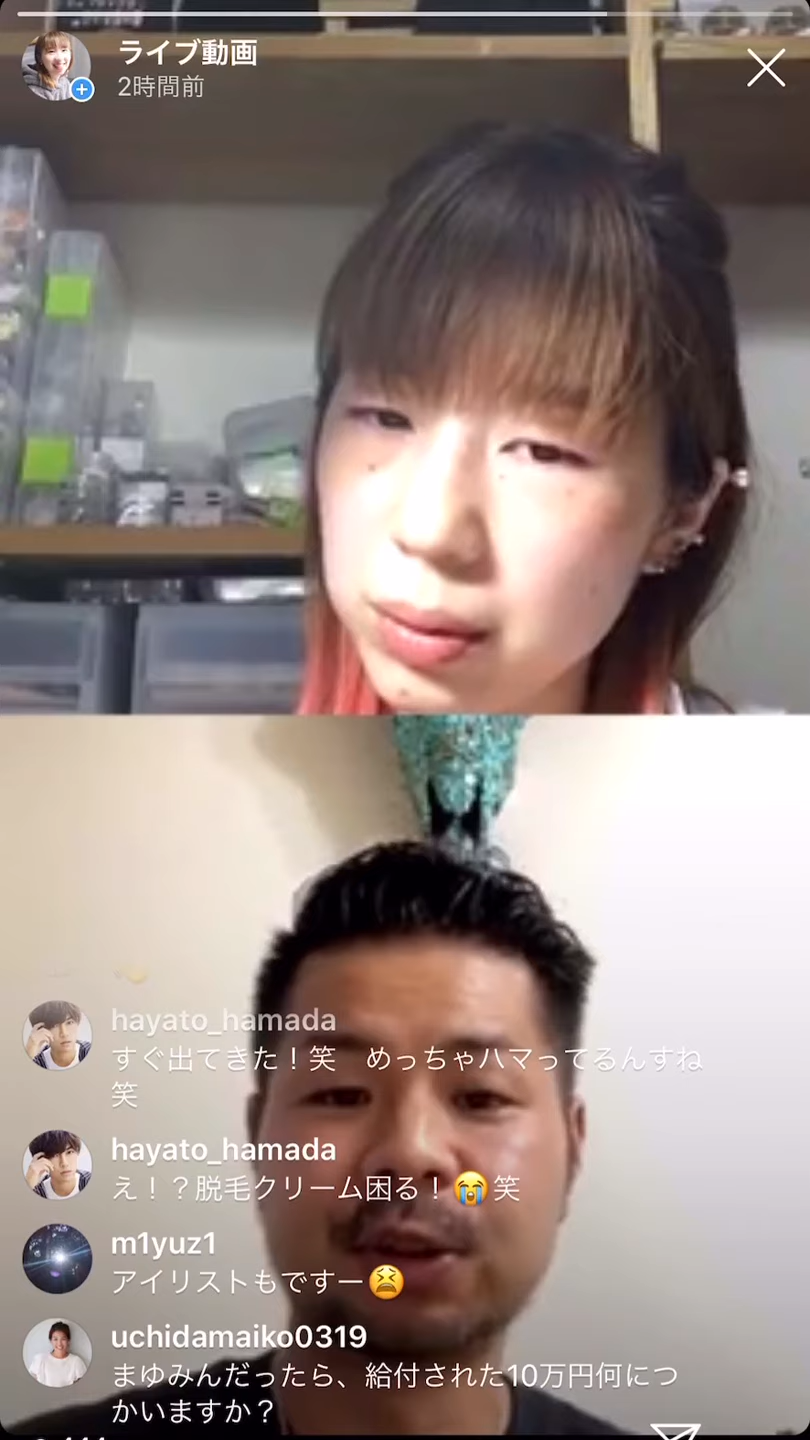 ライブ動画
2時間前
hayato_hamada
すぐ出てきた！笑　めっちゃハマってるんすね
笑
hayato_hamada
え！？脱毛クリーム困る！😭笑
m1yuz1
アイリストもですー😫
uchidamaiko0319
まゆみんだったら、給付された10万円何につ
かいますか？